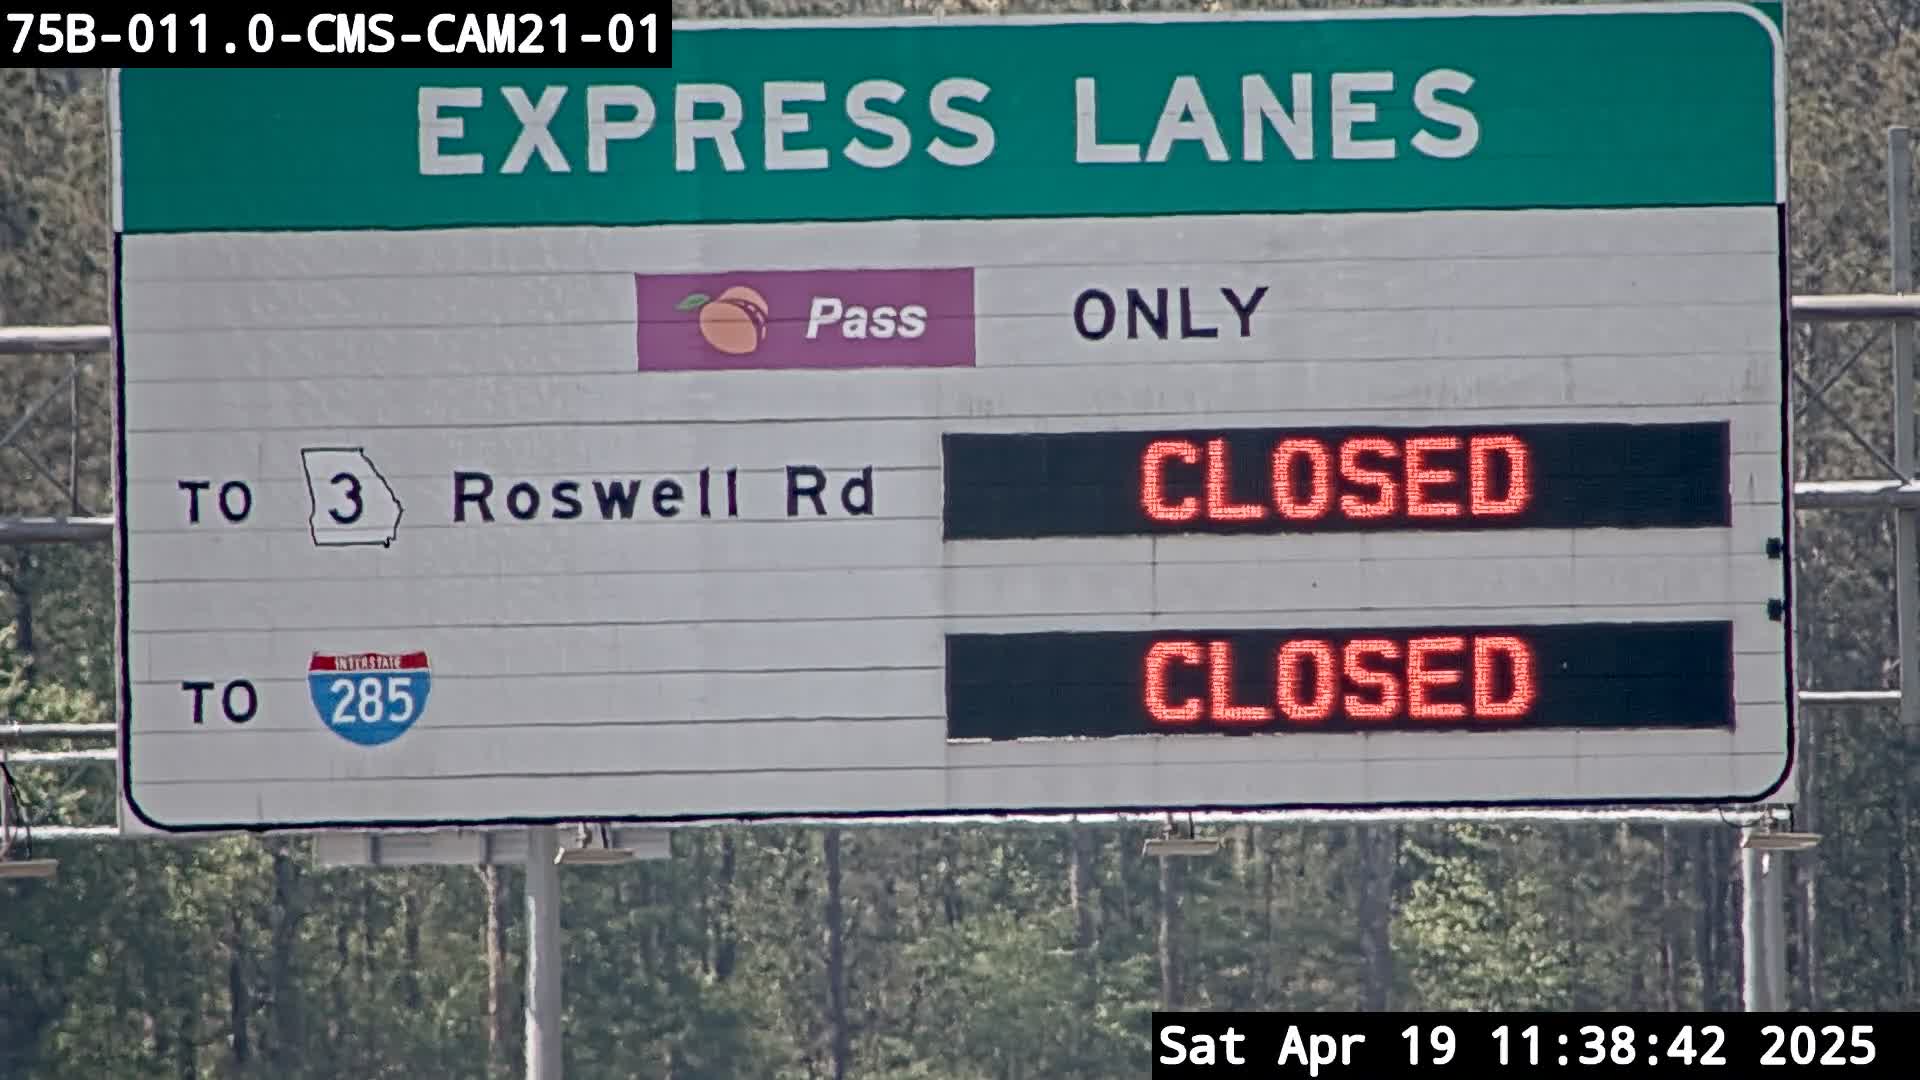 75B-011.0-CMS-CAM21-01
EXPRESS LANES
Pass ONLY
TO 3 Roswell Rd CLOSED
TO INTERSTATE 285 CLOSED
Sat Apr 19 11:38:42 2025